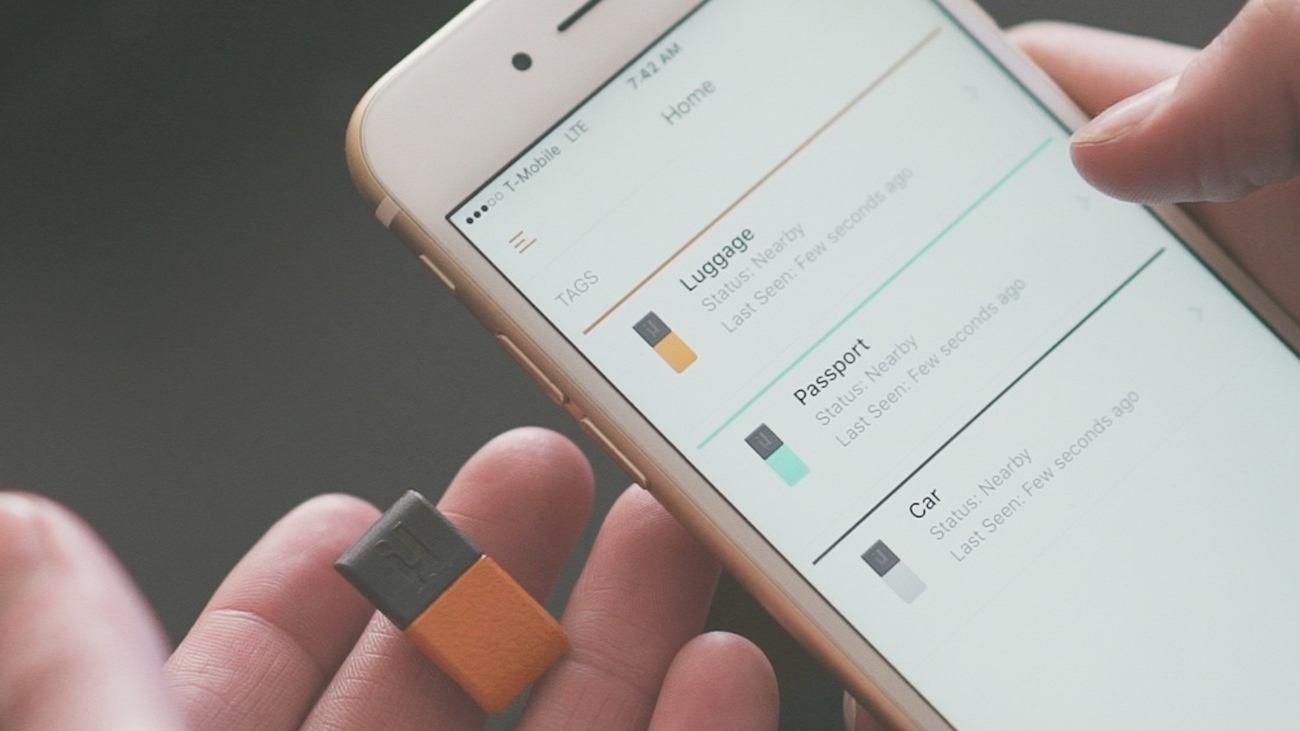 T-Mobile LTE 7:42 AM
Home
TAGS
Luggage
Status: Nearby
Last Seen: Few seconds ago
Passport
Status: Nearby
Last Seen: Few seconds ago
Car
Status: Nearby
Last Seen: Few seconds ago